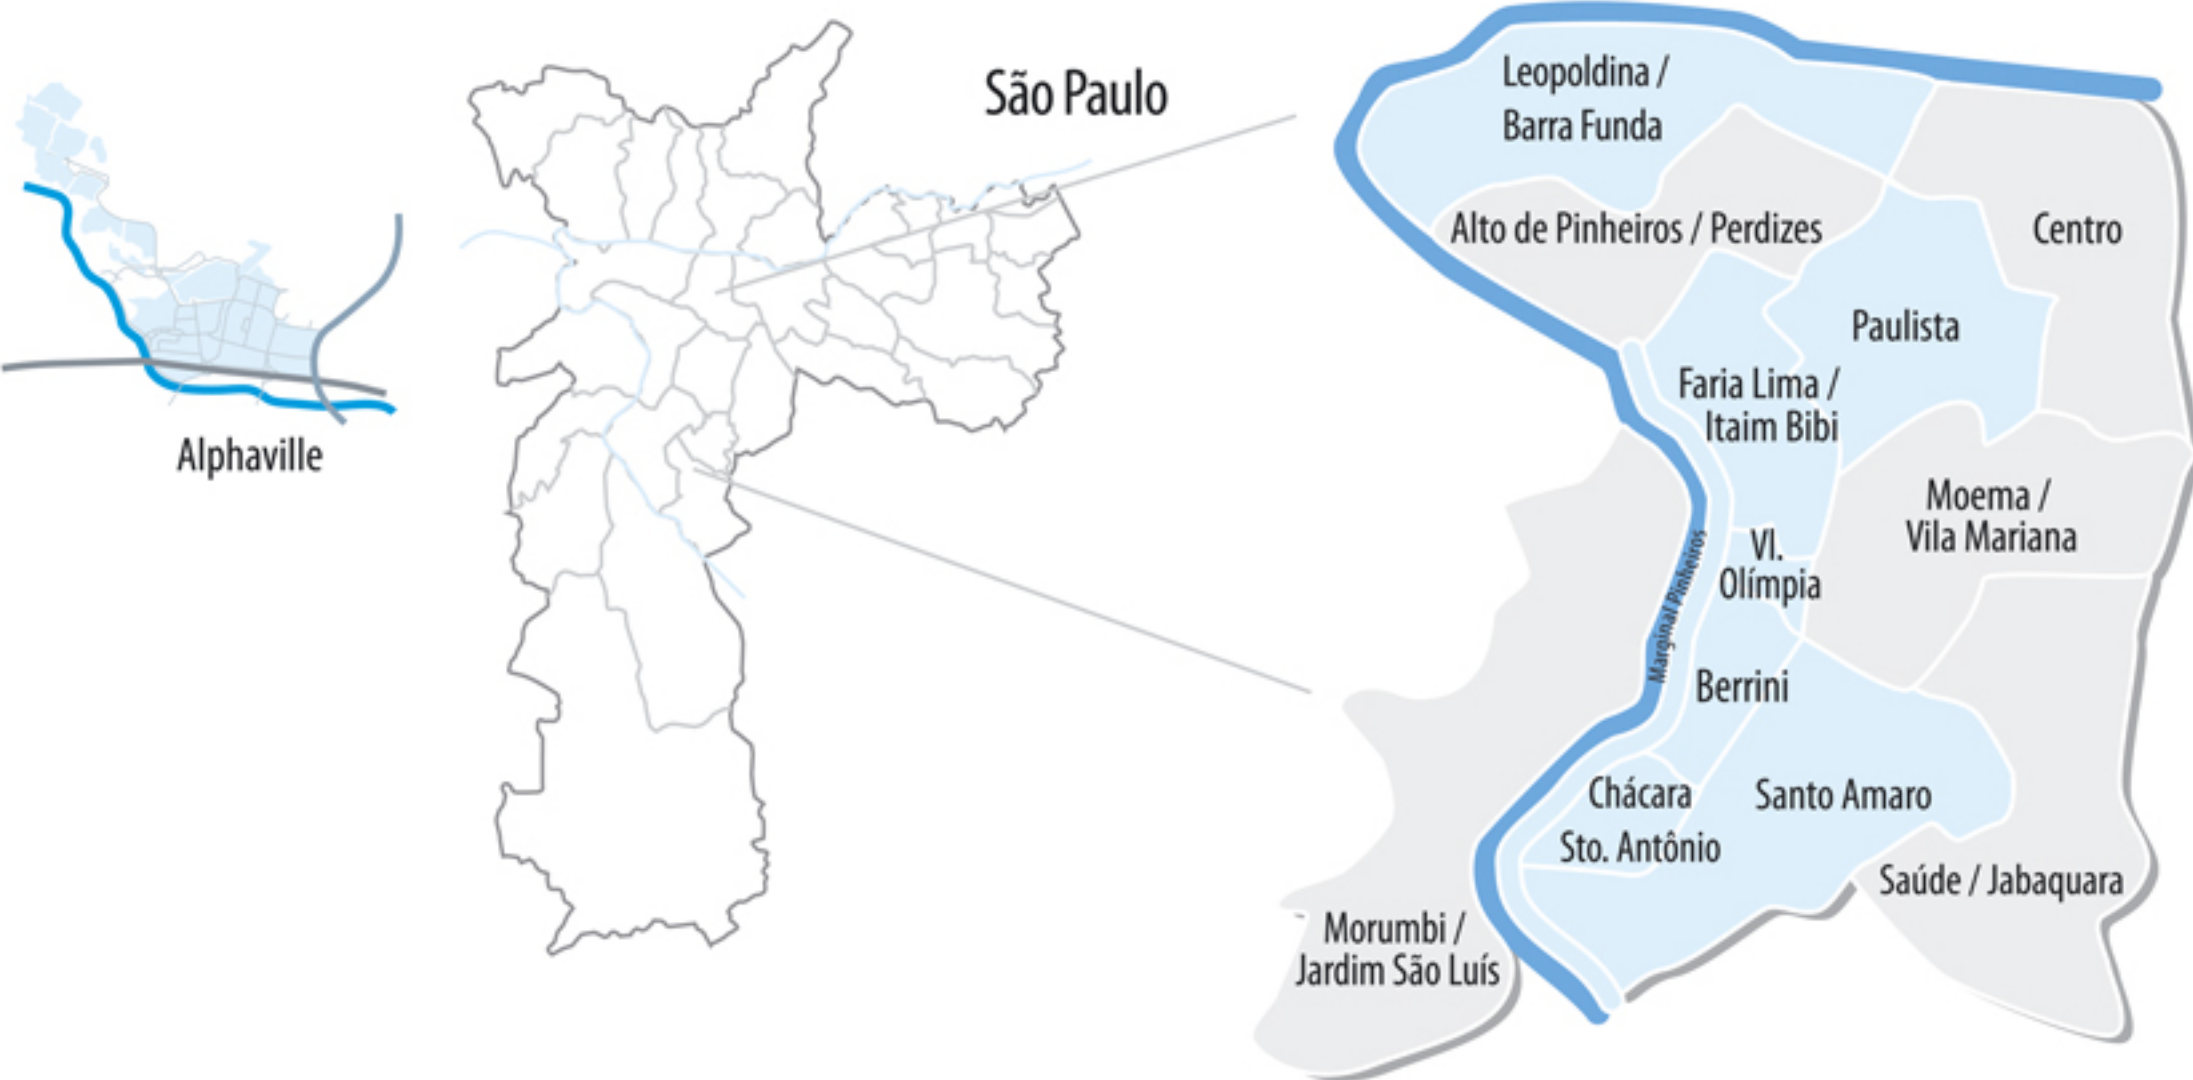 São Paulo
Alphaville
Leopoldina /
Barra Funda
Alto de Pinheiros / Perdizes
Centro
Paulista
Faria Lima /
Itaim Bibi
Moema /
Vila Mariana
Vl.
Olímpia
Marginal Pinheiros
Berrini
Chácara
Sto. Antônio
Santo Amaro
Saúde / Jabaquara
Morumbi /
Jardim São Luís